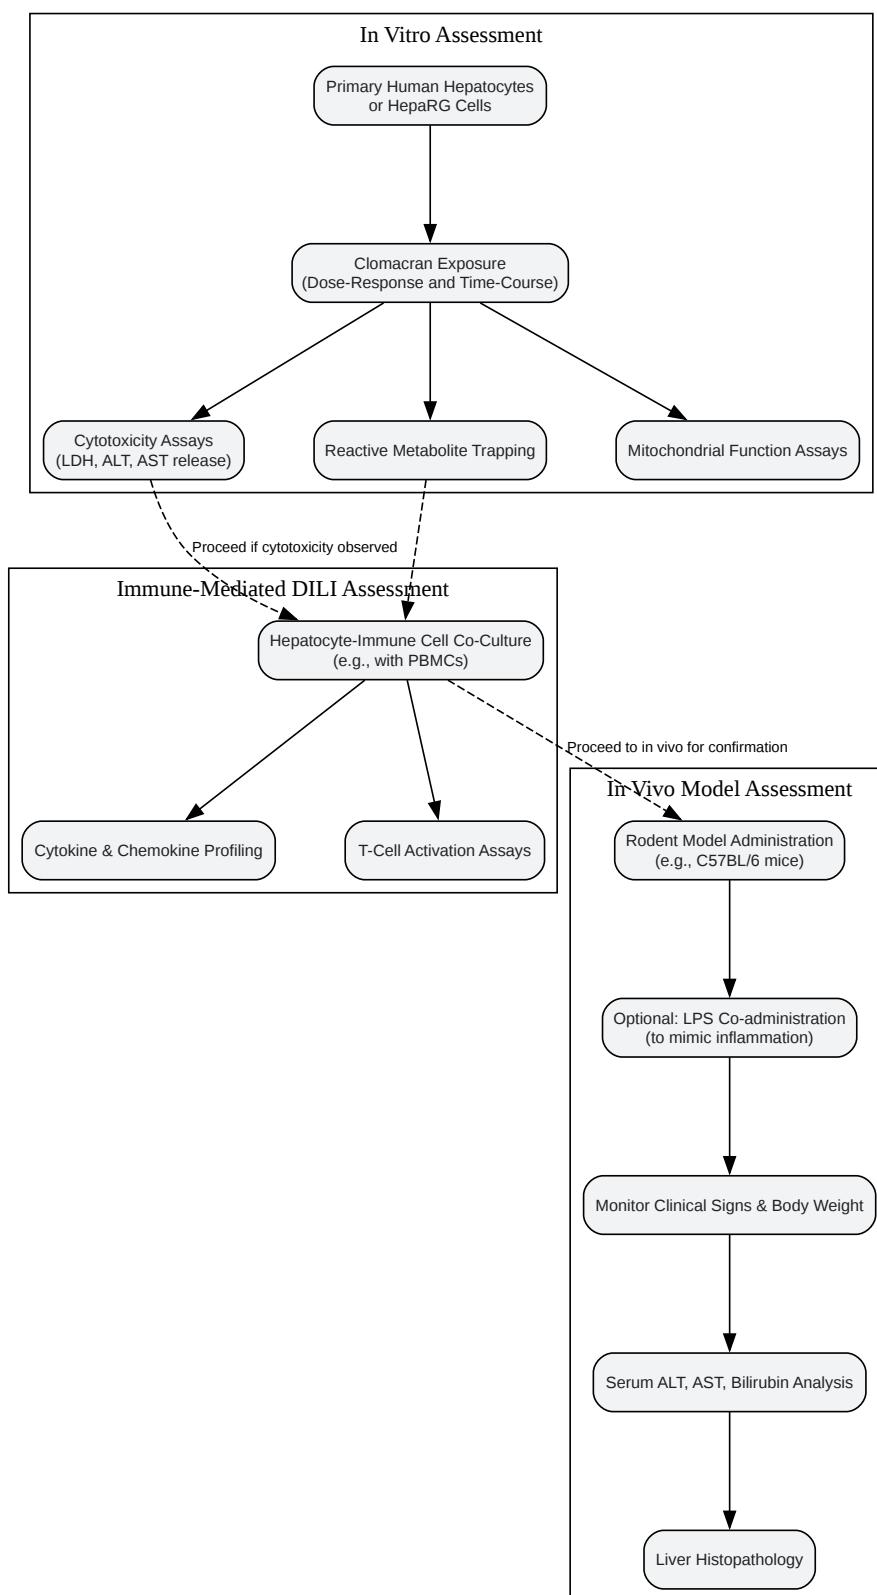 In Vitro Assessment
Primary Human Hepatocytes
or HepaRG Cells
Clomacran Exposure
(Dose-Response and Time-Course)
Cytotoxicity Assays
(LDH, ALT, AST release)
Reactive Metabolite Trapping
Mitochondrial Function Assays
Proceed if cytotoxicity observed
Immune-Mediated DILI Assessment
Hepatocyte-Immune Cell Co-Culture
(e.g., with PBMCs)
Proceed to in vivo for confirmation
Cytokine & Chemokine Profiling
T-Cell Activation Assays
In Vivo Model Assessment
Rodent Model Administration
(e.g., C57BL/6 mice)
Optional: LPS Co-administration
(to mimic inflammation)
Monitor Clinical Signs & Body Weight
Serum ALT, AST, Bilirubin Analysis
Liver Histopathology